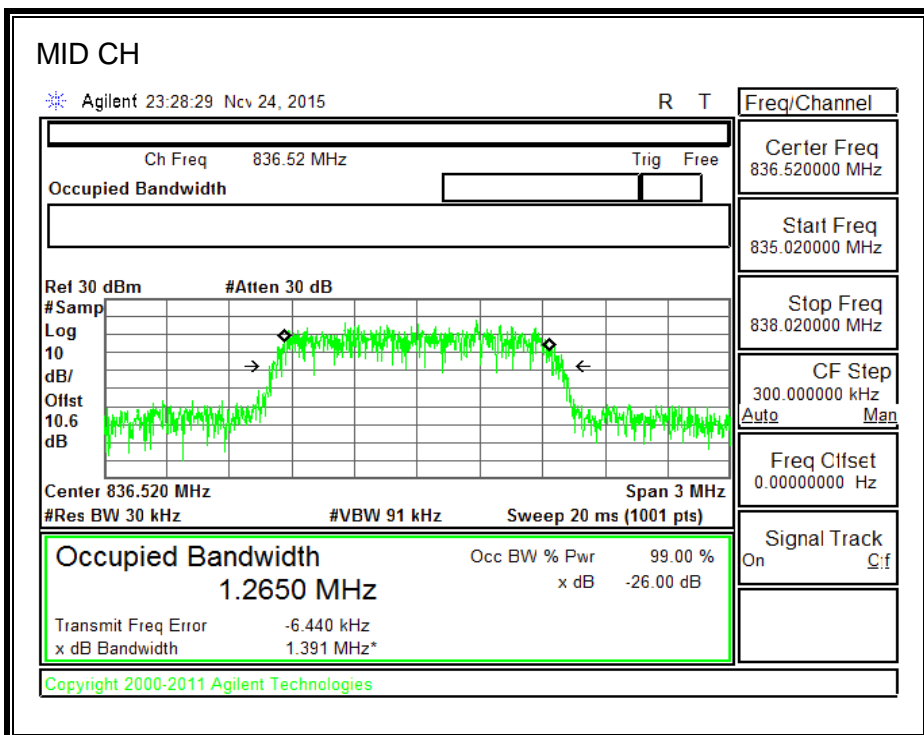 MID CH
Agilent 23:28:29 Nov 24, 2015 R T
Freq/Channel
Ch Freq 836.52 MHz Trig Free
Occupied Bandwidth
Center Freq
836.520000 MHz
Start Freq
835.020000 MHz
Stop Freq
838.020000 MHz
CF Step
300.000000 kHz
Auto Man
Freq Offset
0.00000000 Hz
Signal Track
On Off
Ref 30 dBm #Atten 30 dB
#Samp
Log
10
dB/
Offst
10.6
dB
Center 836.520 MHz Span 3 MHz
#Res BW 30 kHz #VBW 91 kHz Sweep 20 ms (1001 pts)
Occupied Bandwidth
1.2650 MHz
Occ BW % Pwr 99.00 %
x dB -26.00 dB
Transmit Freq Error -6.440 kHz
x dB Bandwidth 1.391 MHz*
Copyright 2000-2011 Agilent Technologies